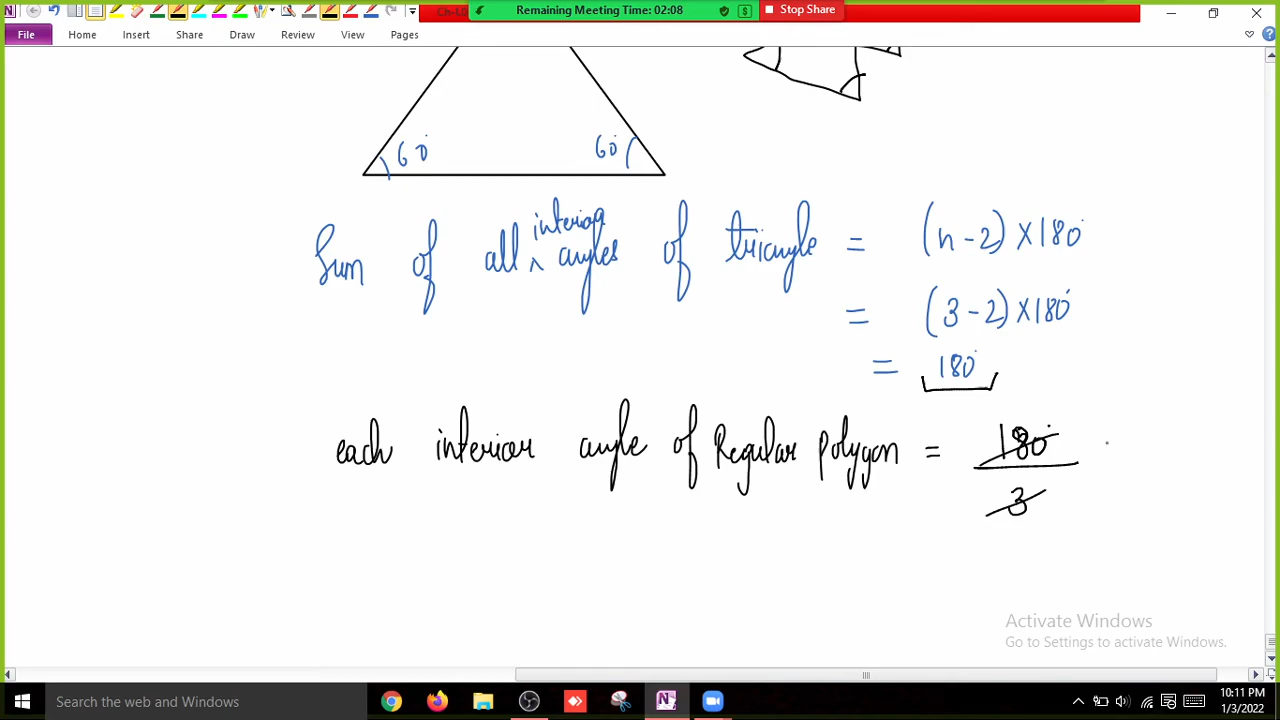 Remaining Meeting Time: 02:08
Stop Share
File Home Insert Share Draw Review View Pages
60° 60°
Sum of all interior angles of triangle = (n-2)×180°
= (3-2)×180°
= 180°
each interior angle of Regular polygon = 180°
3
Activate Windows
Go to Settings to activate Windows.
Search the web and Windows
10:11 PM
1/3/2022